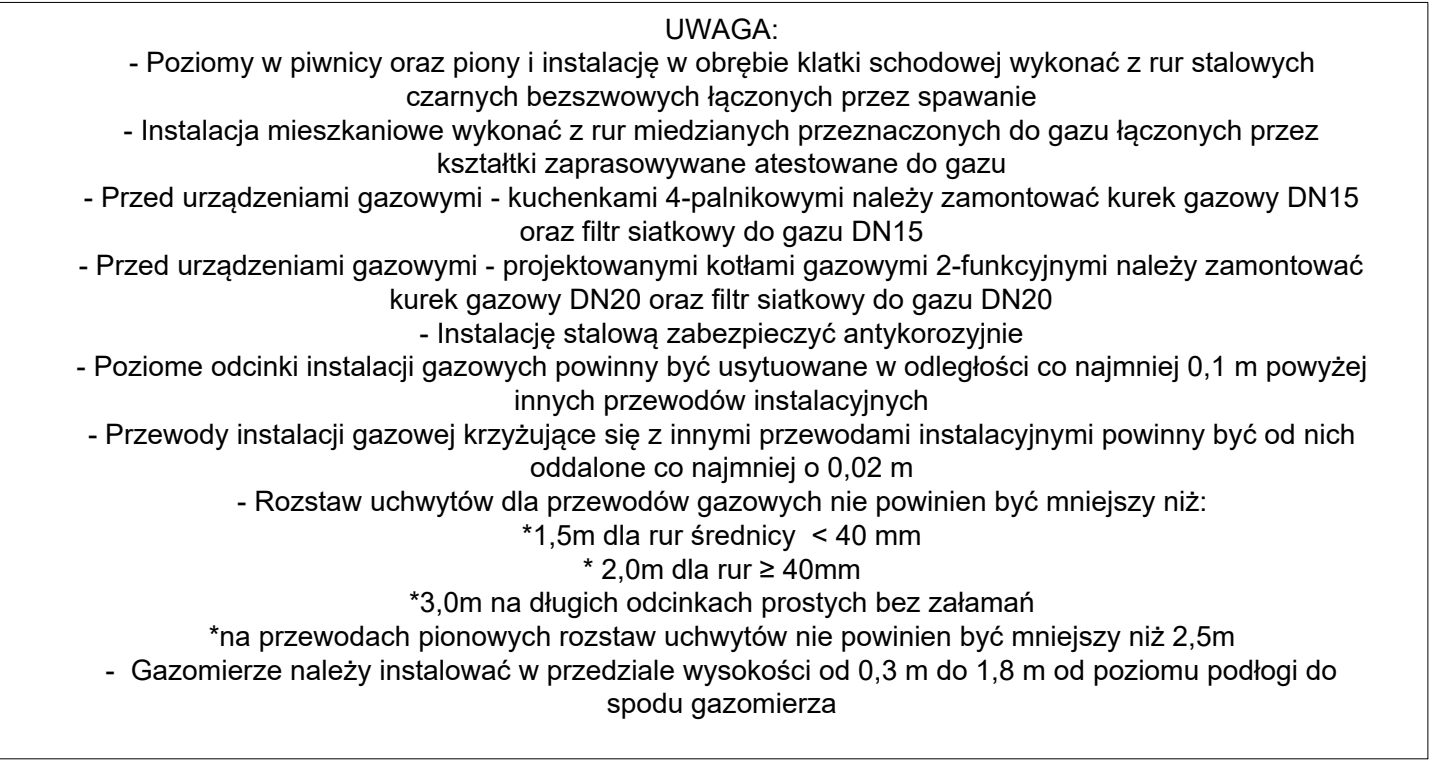 UWAGA:
- Poziomy w piwnicy oraz piony i instalację w obrębie klatki schodowej wykonać z rur stalowych
czarnych bezszwowych łączonych przez spawanie
- Instalacja mieszkaniowe wykonać z rur miedzianych przeznaczonych do gazu łączonych przez
kształtki zaprasowywane atestowane do gazu
- Przed urządzeniami gazowymi - kuchenkami 4-palnikowymi należy zamontować kurek gazowy DN15
oraz filtr siatkowy do gazu DN15
- Przed urządzeniami gazowymi - projektowanymi kotłami gazowymi 2-funkcyjnymi należy zamontować
kurek gazowy DN20 oraz filtr siatkowy do gazu DN20
- Instalację stalową zabezpieczyć antykorozyjnie
- Poziome odcinki instalacji gazowych powinny być usytuowane w odległości co najmniej 0,1 m powyżej
innych przewodów instalacyjnych
- Przewody instalacji gazowej krzyżujące się z innymi przewodami instalacyjnymi powinny być od nich
oddalone co najmniej o 0,02 m
- Rozstaw uchwytów dla przewodów gazowych nie powinien być mniejszy niż:
*1,5m dla rur średnicy  < 40 mm
* 2,0m dla rur ≥ 40mm
*3,0m na długich odcinkach prostych bez załamań
*na przewodach pionowych rozstaw uchwytów nie powinien być mniejszy niż 2,5m
-  Gazomierze należy instalować w przedziale wysokości od 0,3 m do 1,8 m od poziomu podłogi do
spodu gazomierza